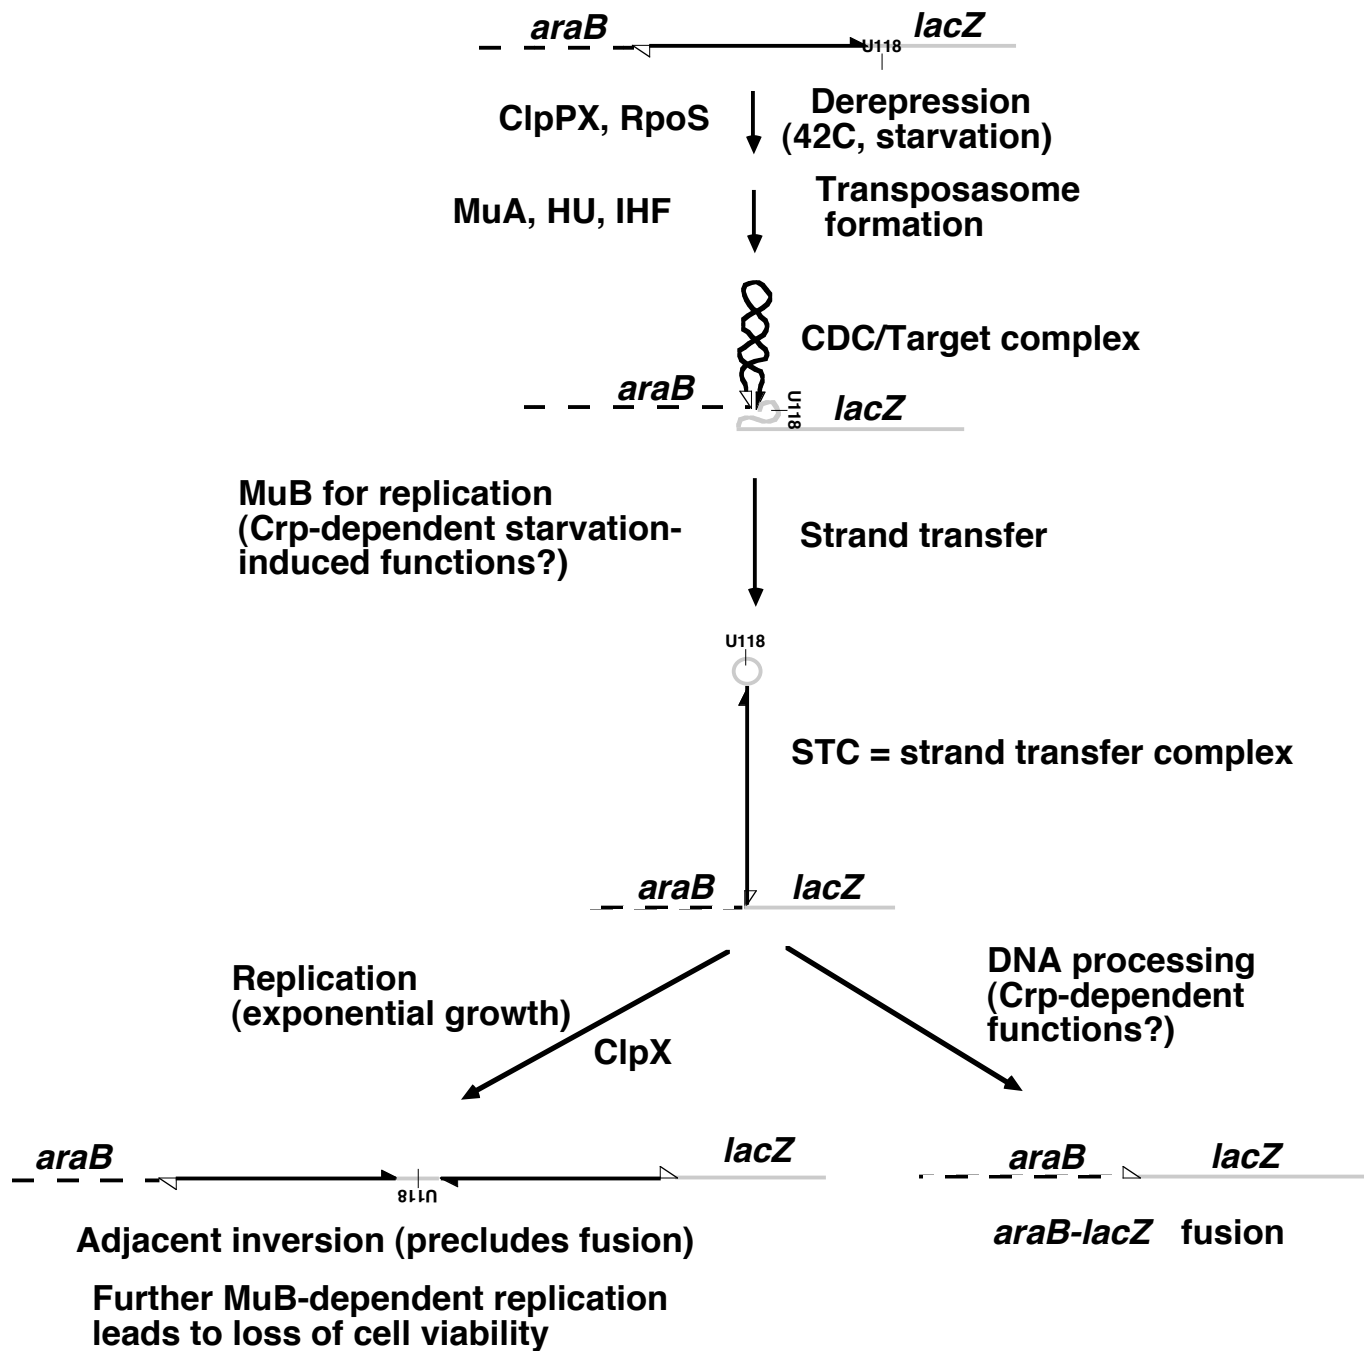 araB
lacZ
U118
ClpPX, RpoS
Derepression
(42C, starvation)
MuA, HU, IHF
Transposasome
formation
CDC/Target complex
araB
U118
lacZ
MuB for replication
(Crp-dependent starvation-
induced functions?)
Strand transfer
U118
STC = strand transfer complex
araB
lacZ
Replication
(exponential growth)
ClpX
DNA processing
(Crp-dependent
functions?)
araB
lacZ
U118
araB
lacZ
Adjacent inversion (precludes fusion)
araB-lacZ fusion
Further MuB-dependent replication
leads to loss of cell viability